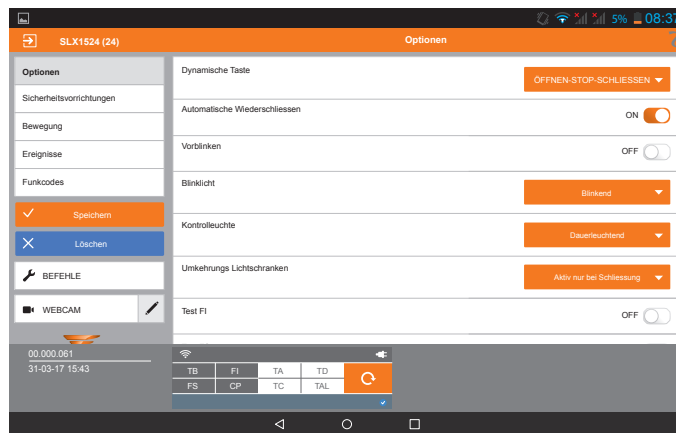 5% 08:37
SLX1524 (24)
Optionen
Optionen
Sicherheitsvorrichtungen
Bewegung
Ereignisse
Funkcodes
Speichern
Löschen
BEFEHLE
WEBCAM
Dynamische Taste
ÖFFNEN-STOP-SCHLIESSEN
Automatische Wiederschliessen
ON
Vorblinken
OFF
Blinklicht
Blinkend
Kontrolleuchte
Dauerleuchtend
Umkehrungs Lichtschranken
Aktiv nur bei Schliessung
Test FI
OFF
00.000.061
31-03-17 15:43
TB FI TA TD
FS CP TC TAL